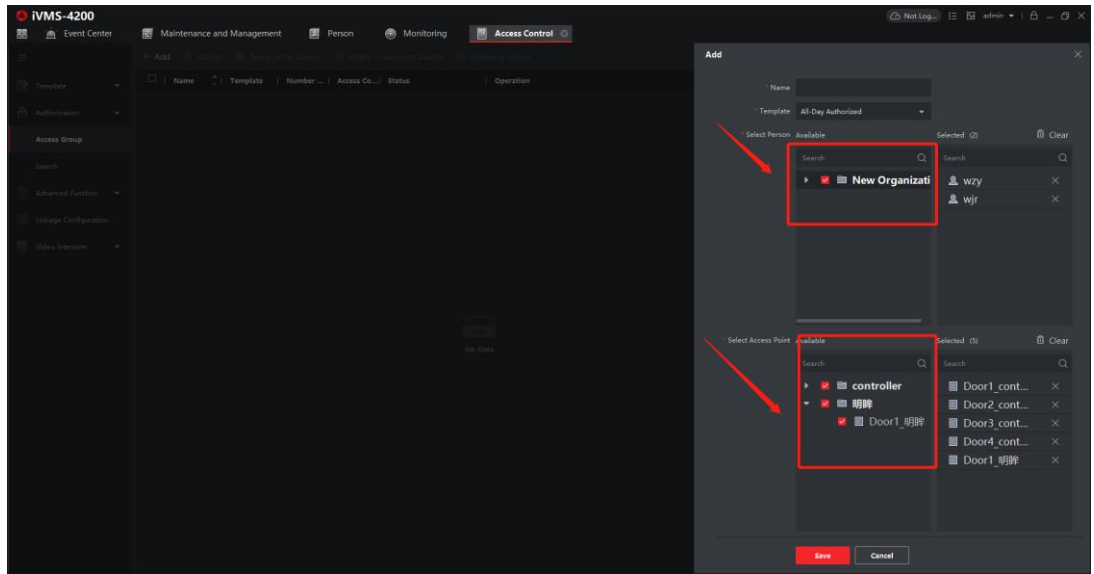 iVMS-4200
Not Log...
admin
Event Center
Maintenance and Management
Person
Monitoring
Access Control
Add
Name
Template
Number ...
Access Co...
Status
Operation
Template
Authorization
Access Group
Search
Advanced Function
Linkage Configuration
Video Intercom
No Data
Add
* Name
* Template
All-Day Authorized
* Select Person
Available
Selected (2)
Clear
Search
Search
New Organizati
wzy
wjr
* Select Access Point
Available
Selected (5)
Clear
Search
Search
controller
明眸
Door1_明眸
Door1_cont...
Door2_cont...
Door3_cont...
Door4_cont...
Door1_明眸
Save
Cancel